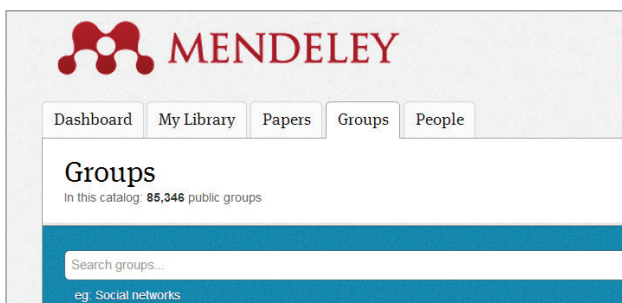 MENDELEY
Dashboard My Library Papers Groups People
Groups
In this catalog: 85,346 public groups
Search groups...
eg: Social networks